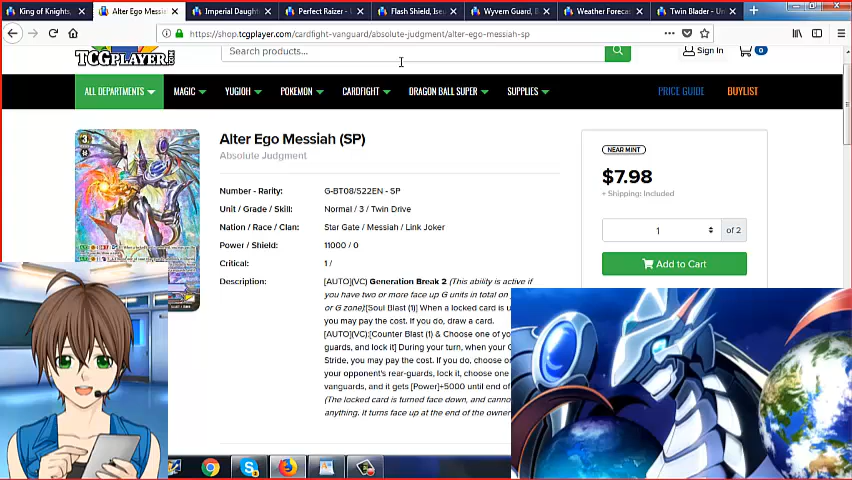 King of Knights,
Alter Ego Messia
Imperial Daught
Perfect Raizer -
Flash Shield, Iseu
Wyvern Guard, B
Weather Forecas
Twin Blader - Un
https://shop.tcgplayer.com/cardfight-vanguard/absolute-judgment/alter-ego-messiah-sp
TCGPLAYER
Search products...
Sign In
0
ALL DEPARTMENTS
MAGIC
YUGIOH
POKEMON
CARDFIGHT
DRAGON BALL SUPER
SUPPLIES
PRICE GUIDE
BUYLIST
Alter Ego Messiah (SP)
Absolute Judgment
Number - Rarity: G-BT08/S22EN - SP
Unit / Grade / Skill: Normal / 3 / Twin Drive
Nation / Race / Clan: Star Gate / Messiah / Link Joker
Power / Shield: 11000 / 0
Critical: 1 /
Description: [AUTO](VC) Generation Break 2 (This ability is active if
you have two or more face up G units in total on y
or G zone):[Soul Blast (1)] When a locked card is u
you may pay the cost. If you do, draw a card.
[AUTO](VC):[Counter Blast (1) & Choose one of yo
guards, and lock it] During your turn, when your G
Stride, you may pay the cost. If you do, choose on
your opponent's rear-guards, lock it, choose one
vanguards, and it gets [Power]+5000 until end of
(The locked card is turned face down, and cannot
anything. It turns face up at the end of the owner
NEAR MINT
$7.98
+ Shipping: Included
1
of 2
Add to Cart